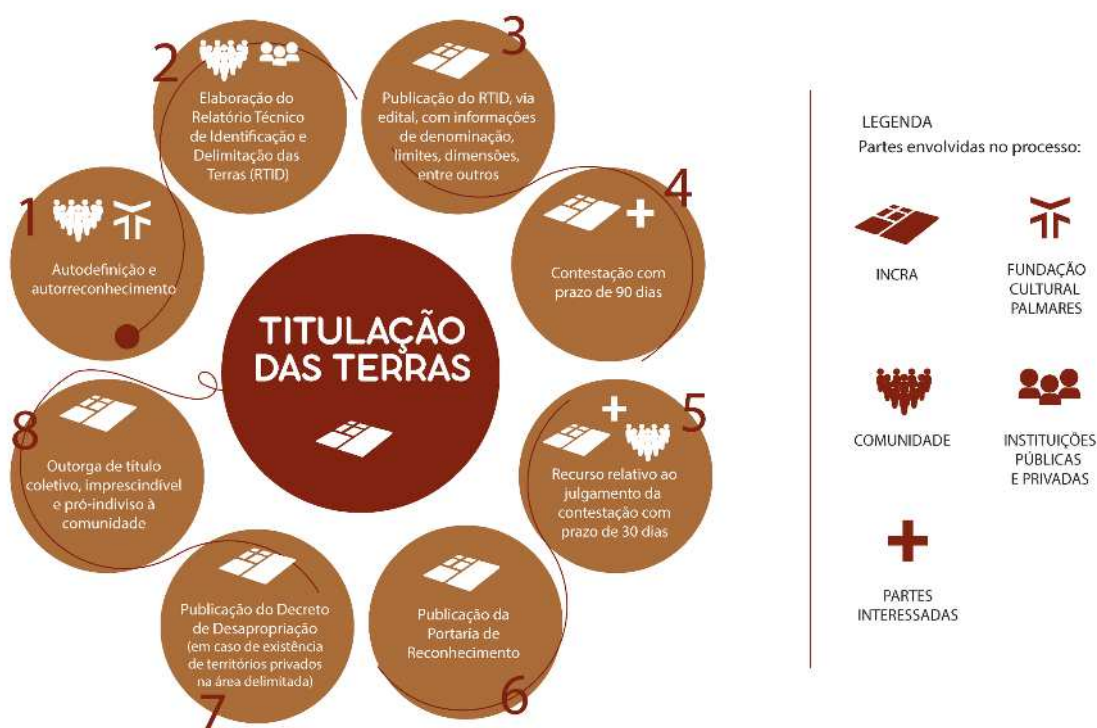 1
Autodefinição e
autorreconhecimento
2
Elaboração do
Relatório Técnico
de Identificação e
Delimitação das
Terras (RTID)
3
Publicação do RTID, via
edital, com informações
de denominação,
limites, dimensões,
entre outros
4
Contestação com
prazo de 90 dias
5
Recurso relativo ao
julgamento da
contestação com
prazo de 30 dias
6
Publicação da
Portaria de
Reconhecimento
7
Publicação do Decreto
de Desapropriação
(em caso de existência
de territórios privados
na área delimitada)
8
Outorga de título
coletivo, imprescindível
e pró-indiviso à
comunidade
TITULAÇÃO
DAS TERRAS
LEGENDA
Partes envolvidas no processo:
INCRA
FUNDAÇÃO
CULTURAL
PALMARES
COMUNIDADE
INSTITUIÇÕES
PÚBLICAS
E PRIVADAS
PARTES
INTERESSADAS